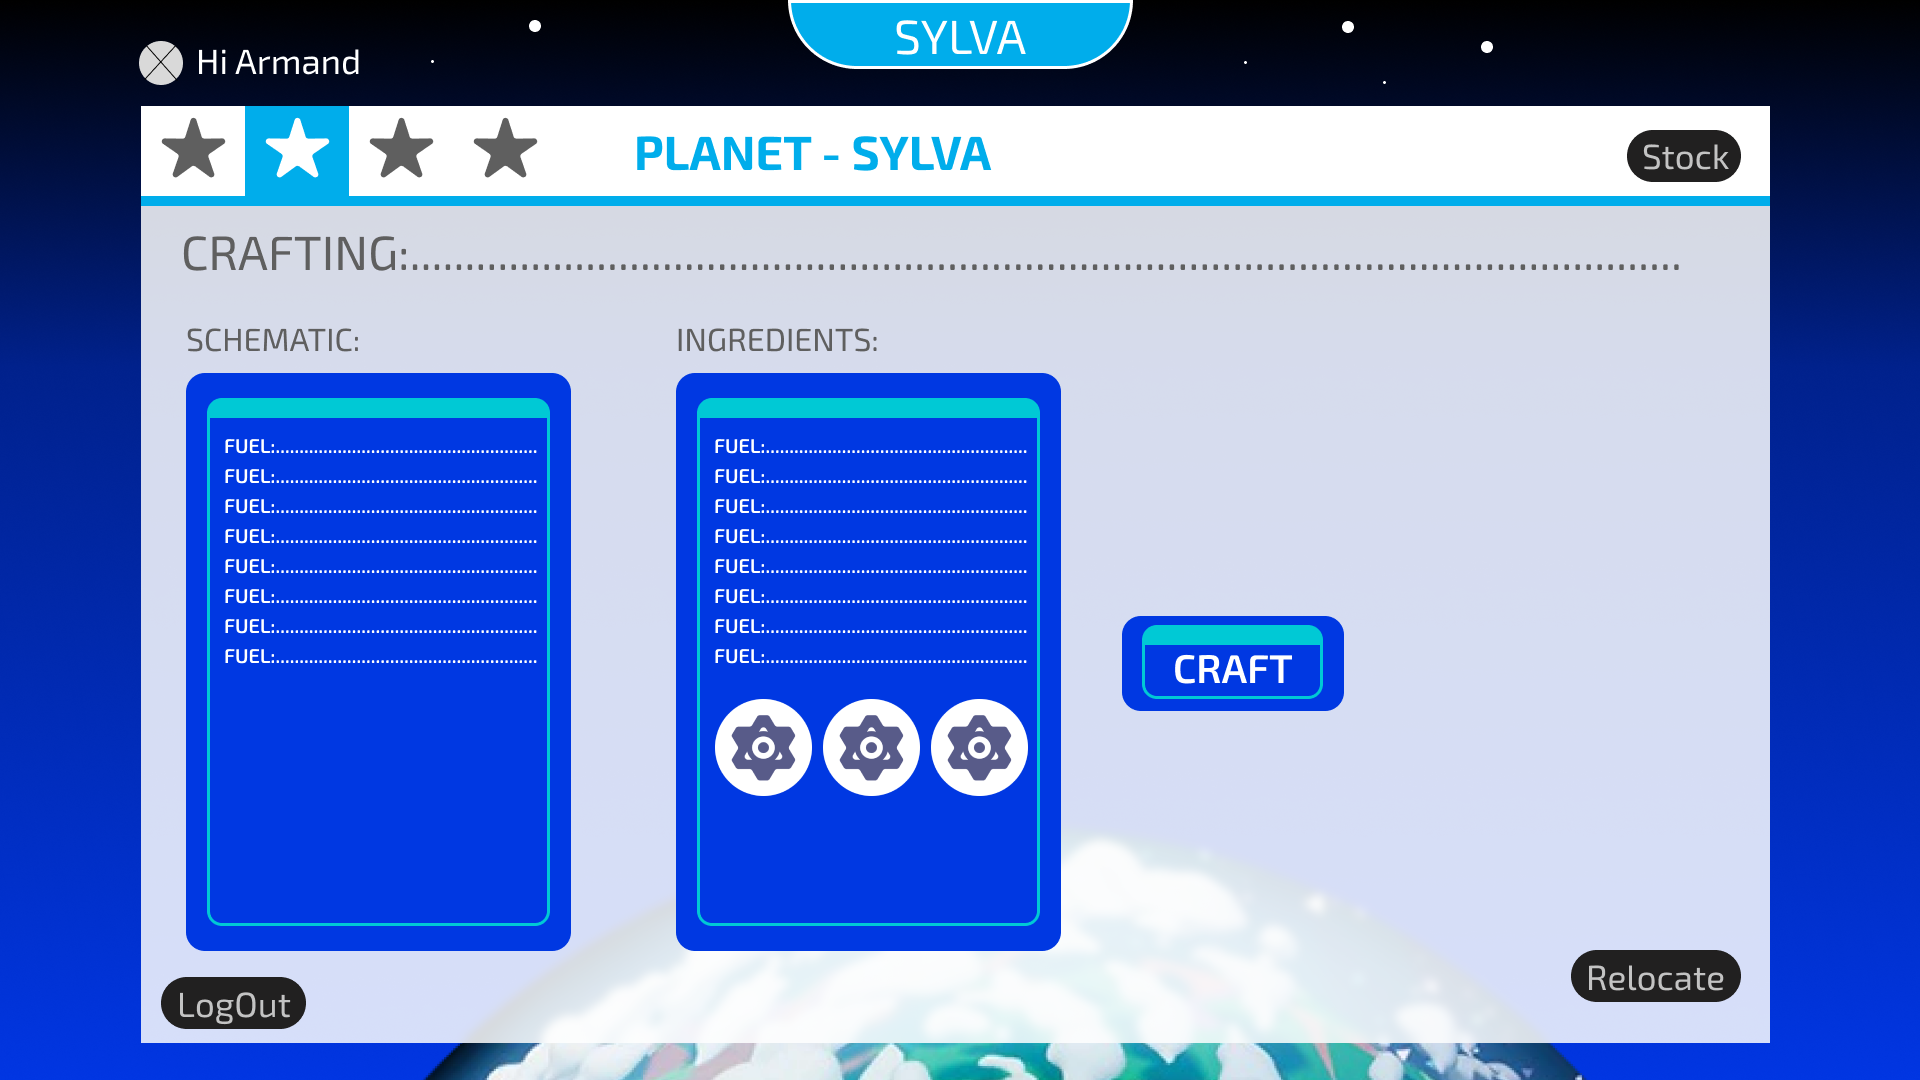 SYLVA
Hi Armand
PLANET - SYLVA
Stock
CRAFTING:....................................................................................................................
SCHEMATIC:
FUEL:.......................................................
FUEL:.......................................................
FUEL:.......................................................
FUEL:.......................................................
FUEL:.......................................................
FUEL:.......................................................
FUEL:.......................................................
FUEL:.......................................................
INGREDIENTS:
FUEL:.......................................................
FUEL:.......................................................
FUEL:.......................................................
FUEL:.......................................................
FUEL:.......................................................
FUEL:.......................................................
FUEL:.......................................................
FUEL:.......................................................
CRAFT
LogOut
Relocate